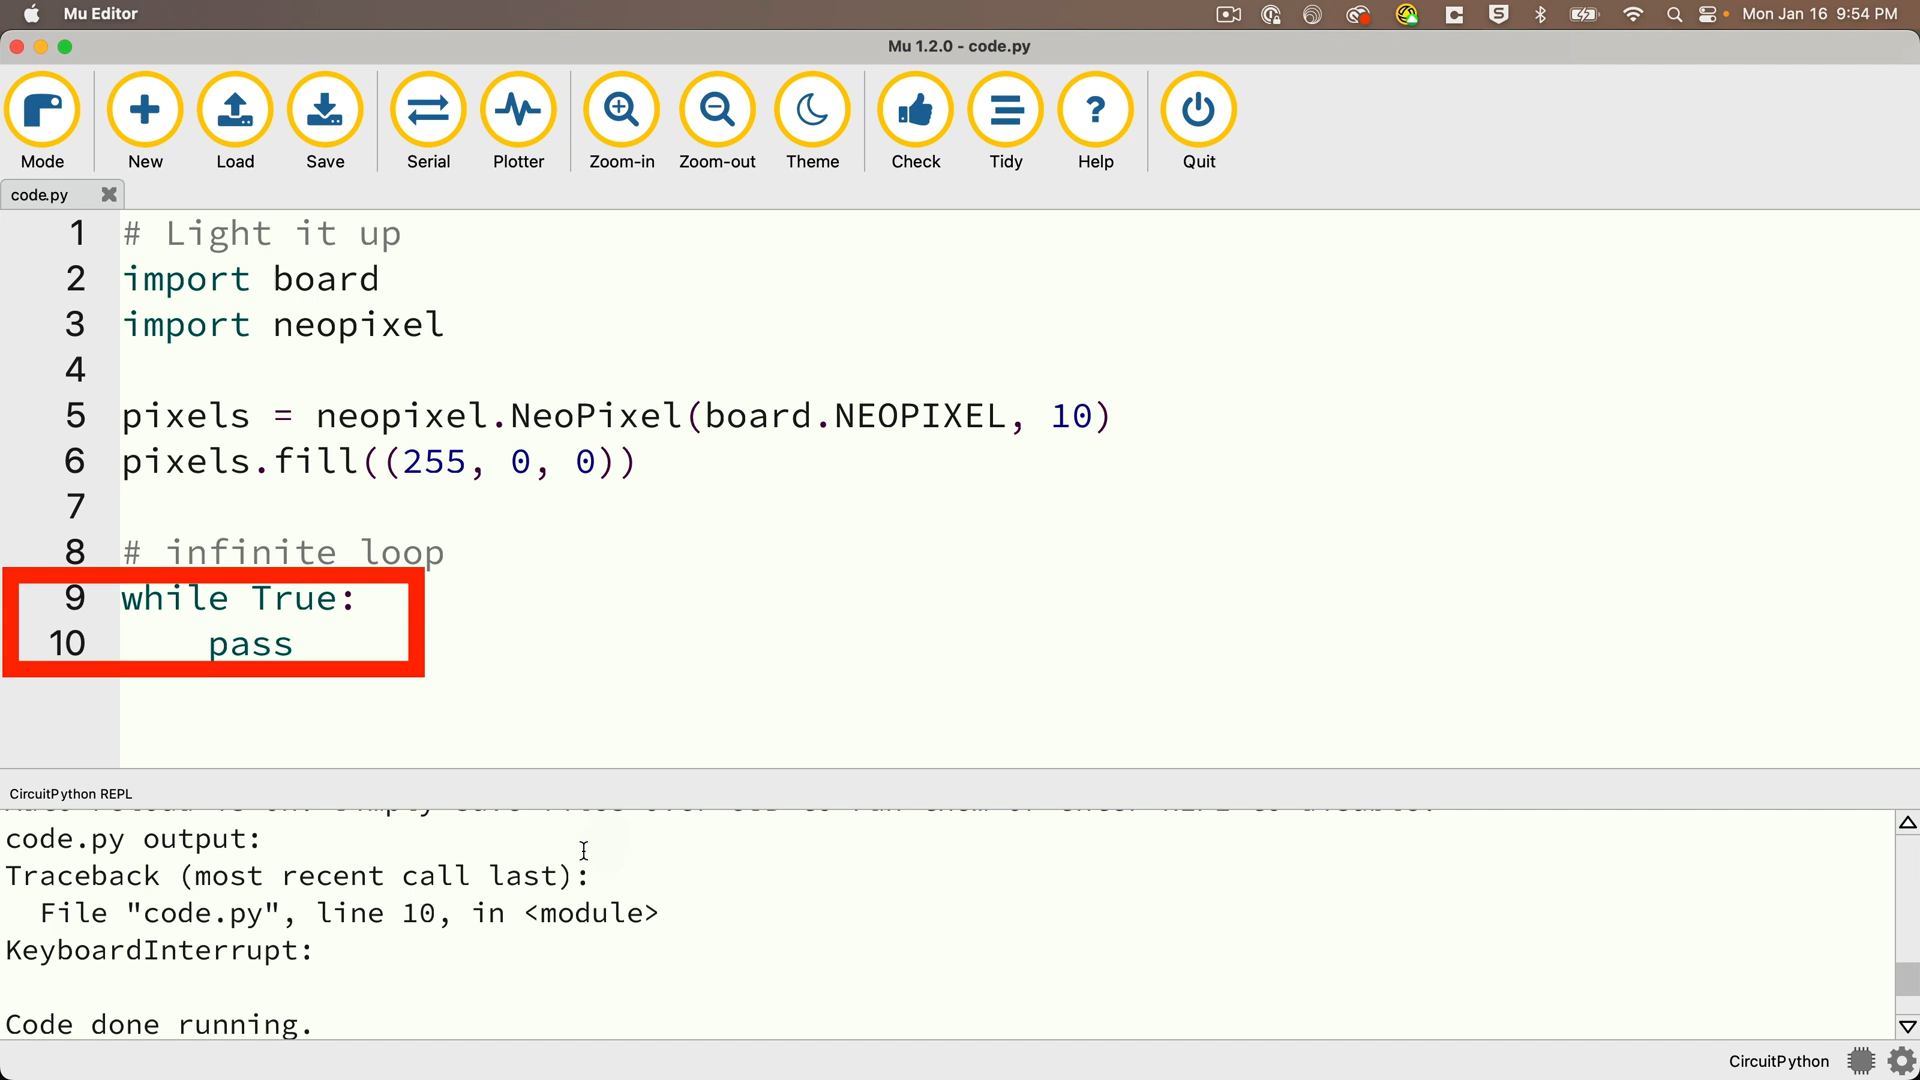 Mu Editor
Mon Jan 16 9:54 PM
Mu 1.2.0 - code.py
Mode New Load Save Serial Plotter Zoom-in Zoom-out Theme Check Tidy Help Quit
code.py
1 # Light it up
2 import board
3 import neopixel
4
5 pixels = neopixel.NeoPixel(board.NEOPIXEL, 10)
6 pixels.fill((255, 0, 0))
7
8 # infinite loop
9 while True:
10     pass
CircuitPython REPL
code.py output:
Traceback (most recent call last):
  File "code.py", line 10, in <module>
KeyboardInterrupt:
Code done running.
CircuitPython